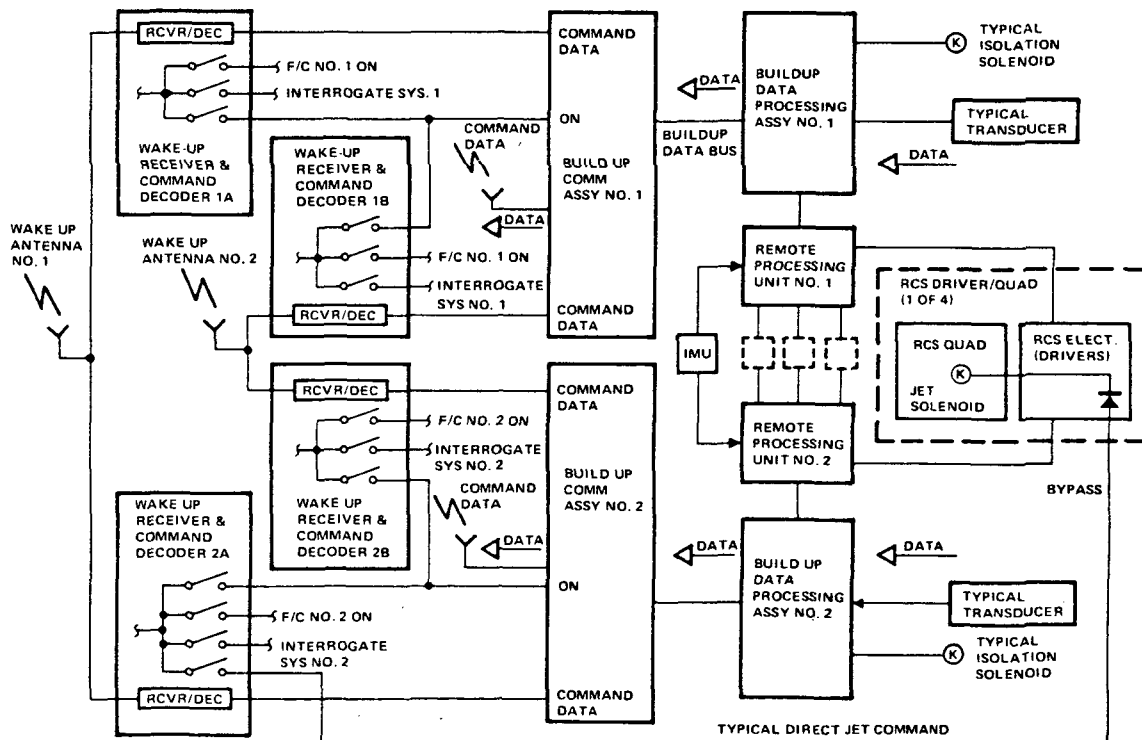 RCVR/DEC
F/C NO. 1 ON
INTERROGATE SYS. 1
WAKE-UP
RECEIVER &
COMMAND
DECODER 1A
WAKE UP
ANTENNA
NO. 1
WAKE UP
ANTENNA NO. 2
WAKE-UP
RECEIVER &
COMMAND
DECODER 1B
F/C NO. 1 ON
INTERROGATE
SYS NO. 1
RCVR/DEC
COMMAND
DATA
DATA
COMMAND
DATA
ON
BUILD UP
COMM
ASSY NO. 1
COMMAND
DATA
DATA
BUILDUP
DATA BUS
BUILDUP
DATA
PROCESSING
ASSY NO. 1
K
TYPICAL
ISOLATION
SOLENOID
TYPICAL
TRANSDUCER
DATA
REMOTE
PROCESSING
UNIT NO. 1
IMU
REMOTE
PROCESSING
UNIT NO. 2
RCS DRIVER/QUAD
(1 OF 4)
RCS QUAD
K
JET
SOLENOID
RCS ELECT.
(DRIVERS)
BYPASS
RCVR/DEC
F/C NO. 2 ON
INTERROGATE
SYS NO. 2
WAKE UP
RECEIVER &
COMMAND
DECODER 2B
COMMAND
DATA
DATA
COMMAND
DATA
BUILD UP
COMM
ASSY NO. 2
ON
COMMAND
DATA
DATA
BUILD UP
DATA
PROCESSING
ASSY NO. 2
DATA
TYPICAL
TRANSDUCER
K
TYPICAL
ISOLATION
SOLENOID
WAKE UP
RECEIVER &
COMMAND
DECODER 2A
F/C NO. 2 ON
INTERROGATE
SYS NO. 2
RCVR/DEC
TYPICAL DIRECT JET COMMAND